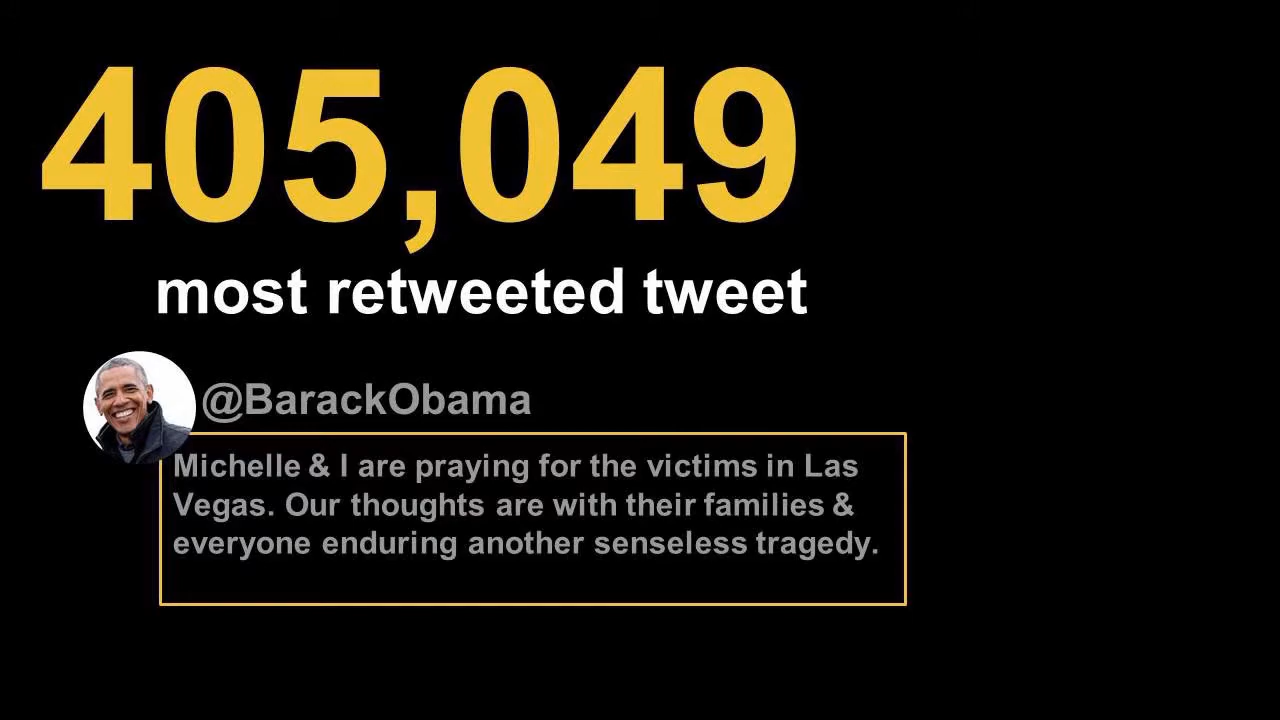 405,049
most retweeted tweet
@BarackObama
Michelle & I are praying for the victims in Las
Vegas. Our thoughts are with their families &
everyone enduring another senseless tragedy.